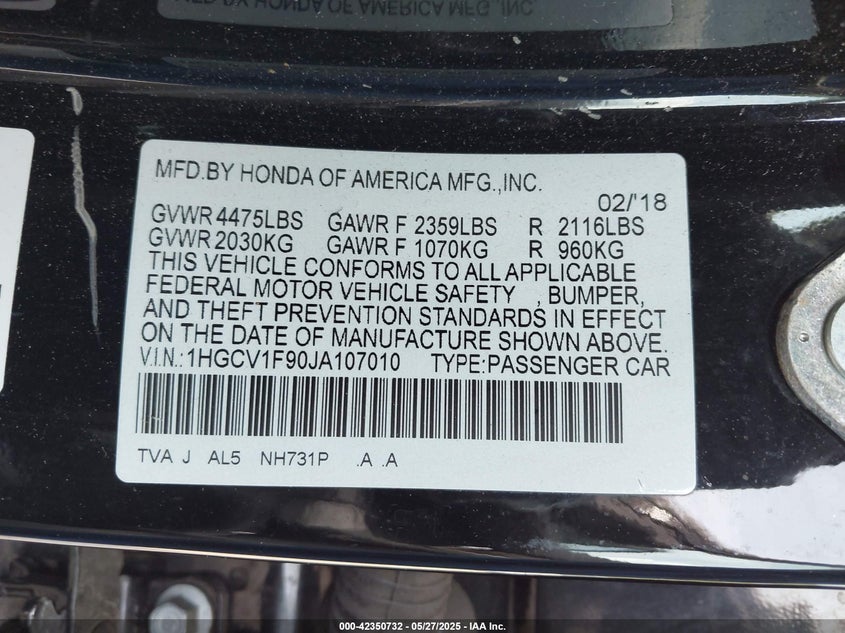 MFD.BY HONDA OF AMERICA MFG.,INC.
02/'18
GVWR 4475LBS GAWR F 2359LBS R 2116LBS
GVWR 2030KG GAWR F 1070KG R 960KG
THIS VEHICLE CONFORMS TO ALL APPLICABLE
FEDERAL MOTOR VEHICLE SAFETY , BUMPER,
AND THEFT PREVENTION STANDARDS IN EFFECT
ON THE DATE OF MANUFACTURE SHOWN ABOVE.
V.I.N.:1HGCV1F90JA107010 TYPE:PASSENGER CAR
TVA J AL5 NH731P .A .A
000-42350732 — 05/27/2025 — IAA Inc.